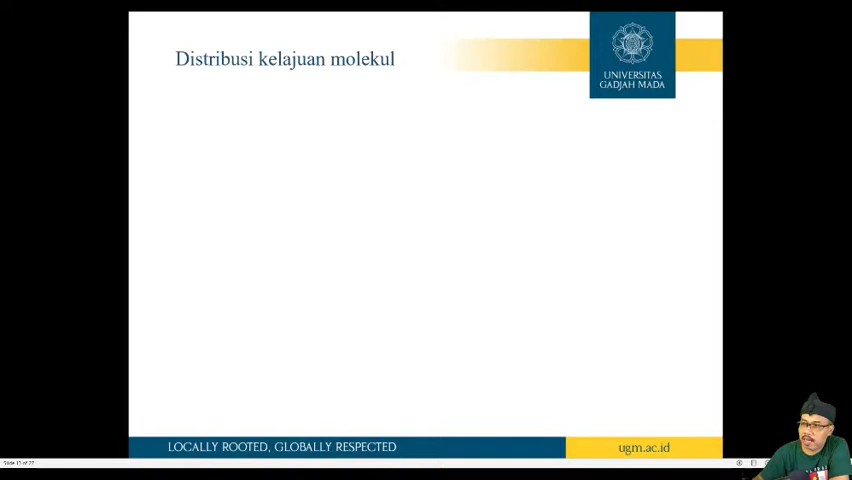 Distribusi kelajuan molekul
UNIVERSITAS
GADJAH MADA
LOCALLY ROOTED, GLOBALLY RESPECTED
ugm.ac.id